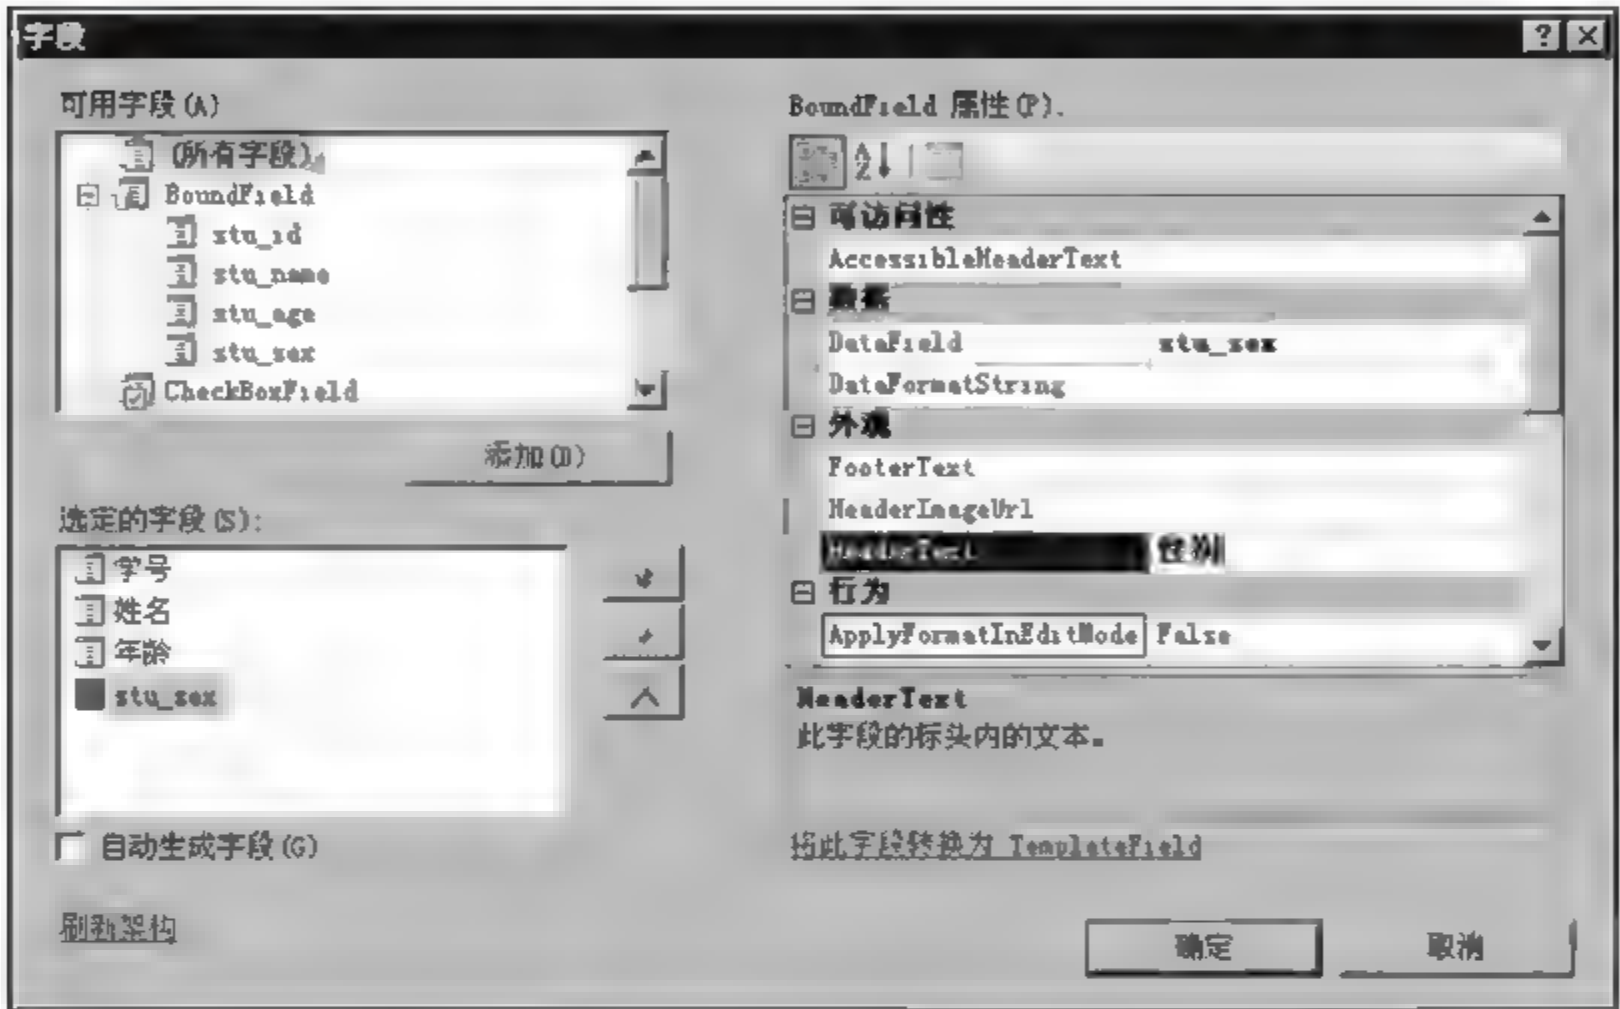 字段
可用字段(A)
(所有字段)
BoundField
stu_id
stu_name
stu_age
stu_sex
CheckBoxField
添加(D)
选定的字段(S):
学号
姓名
年龄
stu_sex
自动生成字段(G)
刷新架构
BoundField 属性(P).
可访问性
AccessibleHeaderText
数据
DataField stu_sex
DataFormatString
外观
FooterText
HeaderImageUrl
HeaderText 性别
行为
ApplyFormatInEditMode False
HeaderText
此字段的标头内的文本。
将此字段转换为 TemplateField
确定
取消